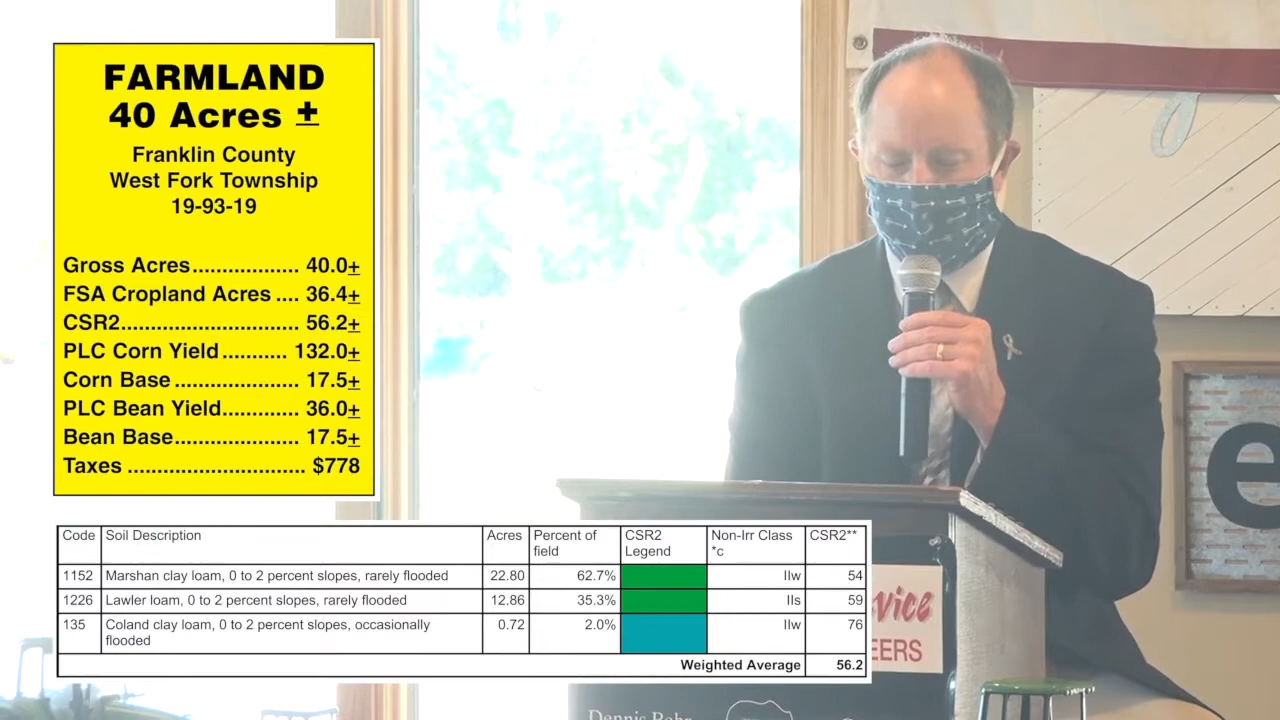 FARMLAND
40 Acres ±
Franklin County
West Fork Township
19-93-19
Gross Acres.................. 40.0±
FSA Cropland Acres .... 36.4±
CSR2.............................. 56.2±
PLC Corn Yield........... 132.0±
Corn Base ..................... 17.5±
PLC Bean Yield............. 36.0±
Bean Base..................... 17.5±
Taxes ............................. $778
Code Soil Description Acres Percent of field CSR2 Legend Non-Irr Class *c CSR2**
1152 Marshan clay loam, 0 to 2 percent slopes, rarely flooded 22.80 62.7% IIw 54
1226 Lawler loam, 0 to 2 percent slopes, rarely flooded 12.86 35.3% IIs 59
135 Coland clay loam, 0 to 2 percent slopes, occasionally flooded 0.72 2.0% IIw 76
Weighted Average 56.2
e
vice
EERS
Dennis Behr